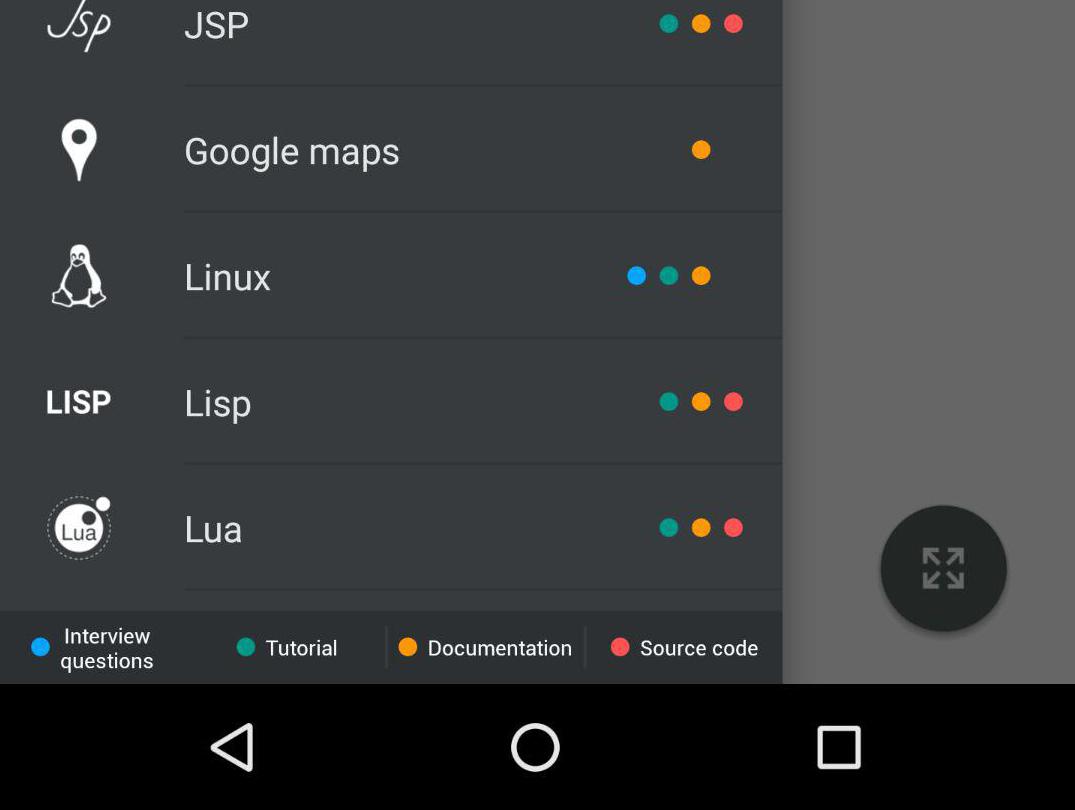 Jsp JSP
Google maps
Linux
LISP Lisp
Lua Lua
Interview
questions
Tutorial
Documentation
Source code